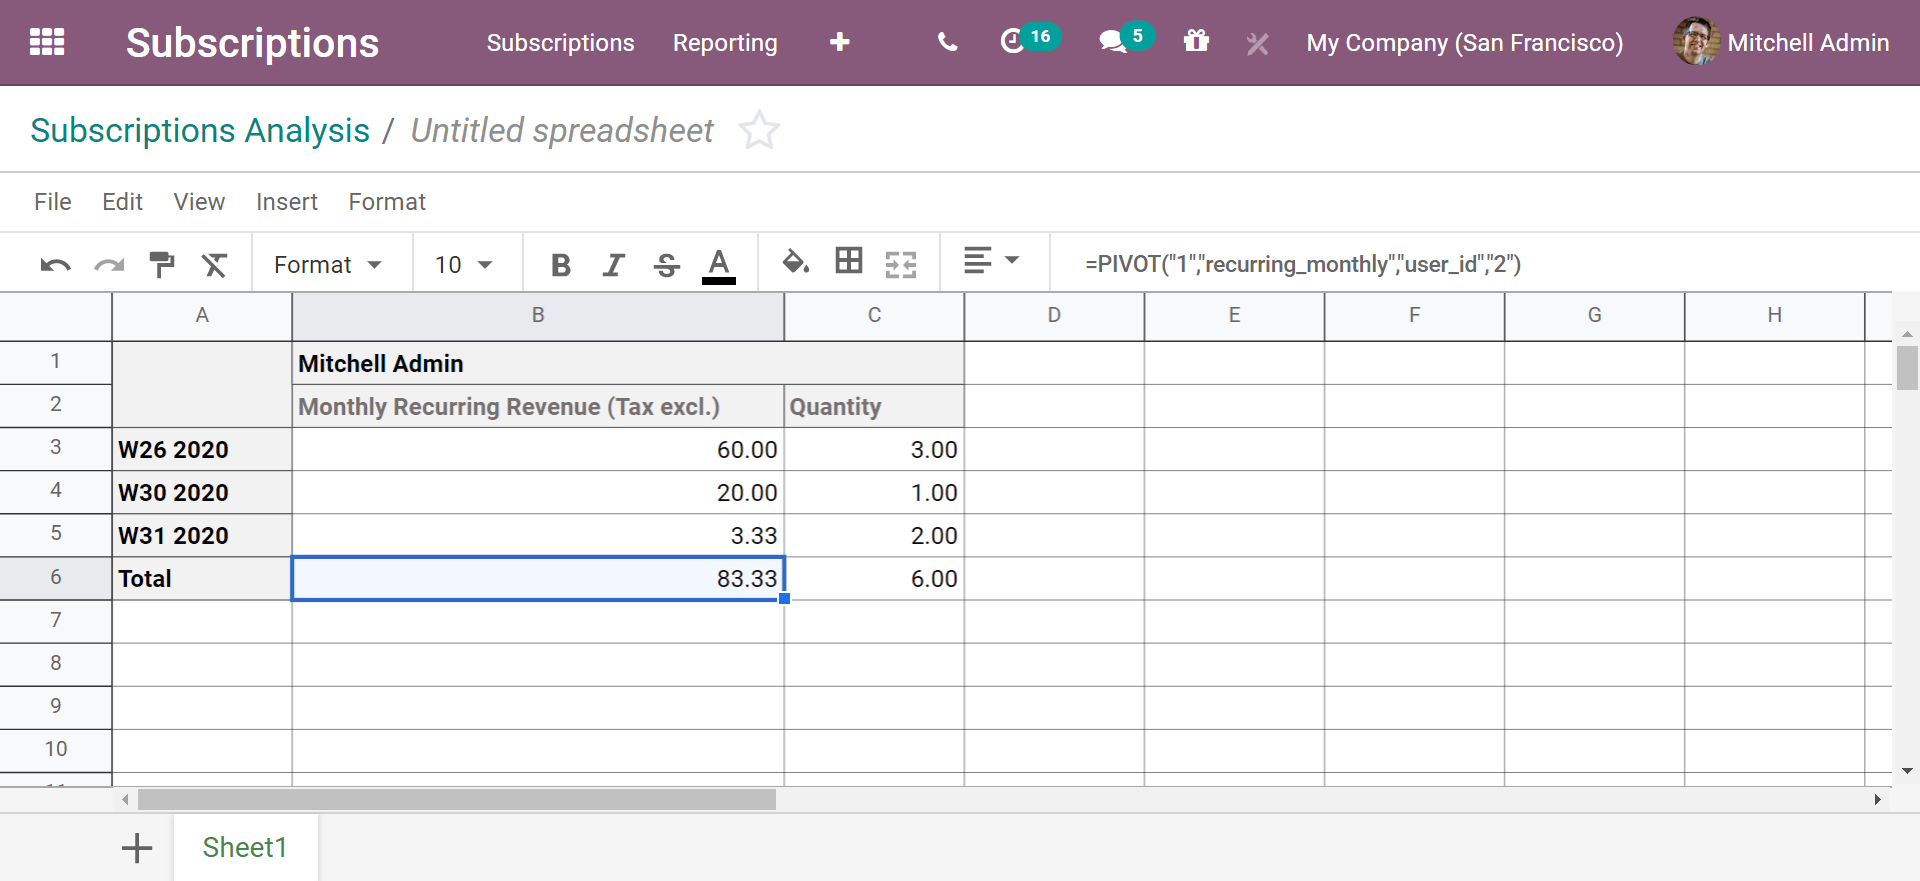 Subscriptions Subscriptions Reporting 16 5 My Company (San Francisco) Mitchell Admin
Subscriptions Analysis / Untitled spreadsheet
File Edit View Insert Format
Format 10 B I S A =PIVOT("1","recurring_monthly","user_id","2")
A B C D E F G H
1 Mitchell Admin
2 Monthly Recurring Revenue (Tax excl.) Quantity
3 W26 2020 60.00 3.00
4 W30 2020 20.00 1.00
5 W31 2020 3.33 2.00
6 Total 83.33 6.00
7
8
9
10
Sheet1